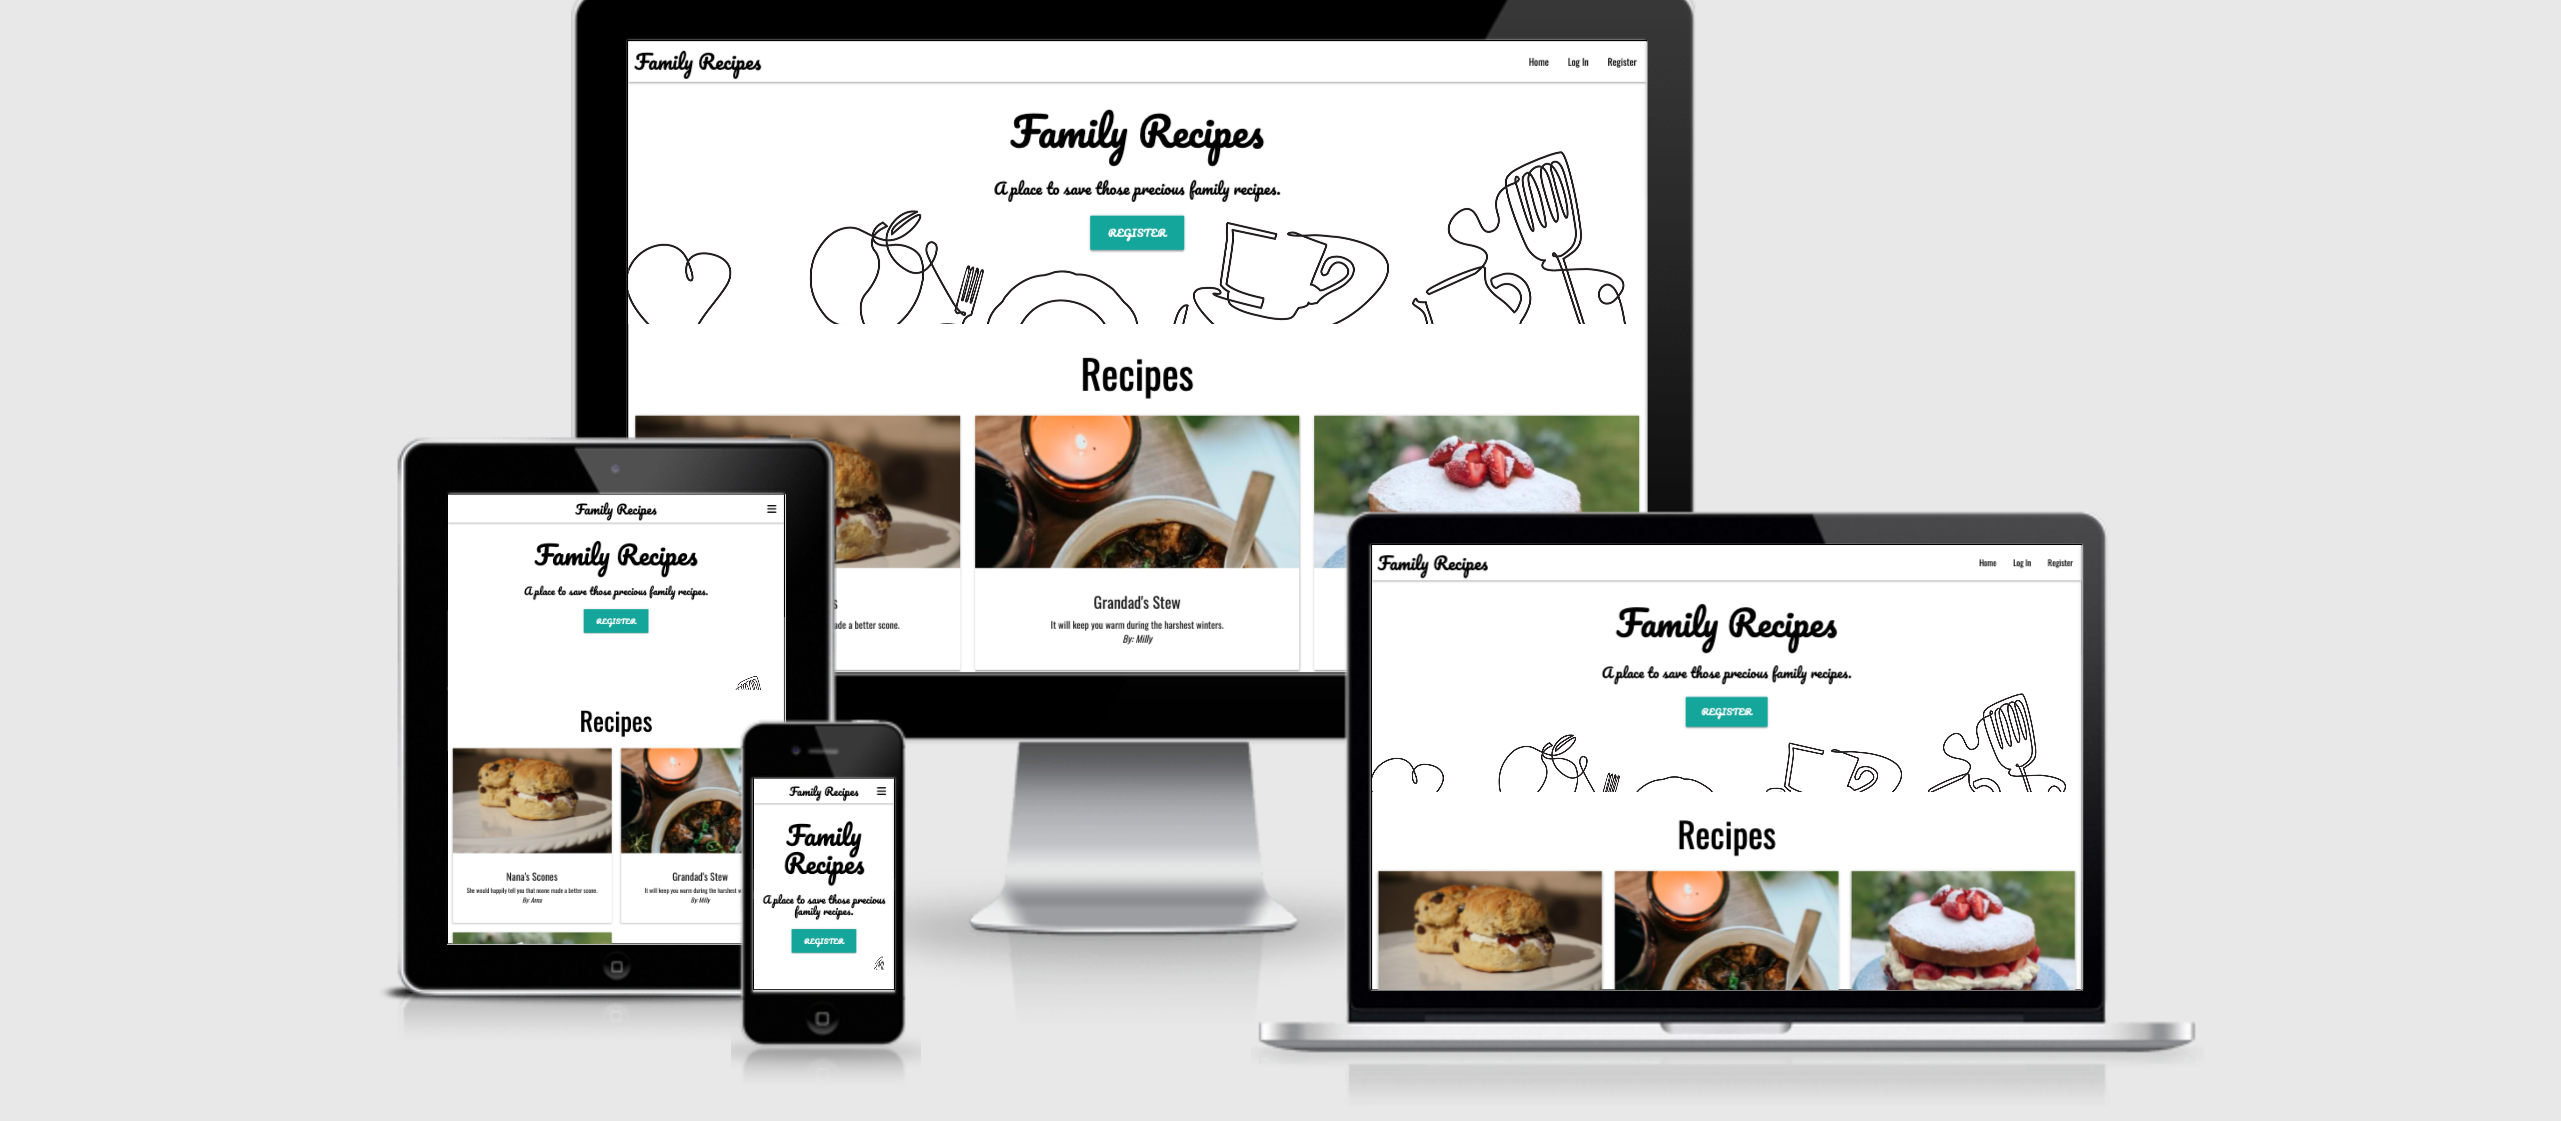 Family Recipes
Home Log In Register
Family Recipes
A place to save those precious family recipes.
REGISTER
Recipes
ade a better scone.
Grandad's Stew
It will keep you warm during the harshest winters.
By: Milly
Family Recipes
Family Recipes
A place to save those precious family recipes.
REGISTER
Recipes
Nana's Scones
She would happily tell you that noone made a better scone.
By: Anna
Grandad's Stew
It will keep you warm during the harshest w
By: Milly
Family Recipes
Family
Recipes
A place to save those precious
family recipes.
REGISTER
Family Recipes
Home Log In Register
Family Recipes
A place to save those precious family recipes.
REGISTER
Recipes